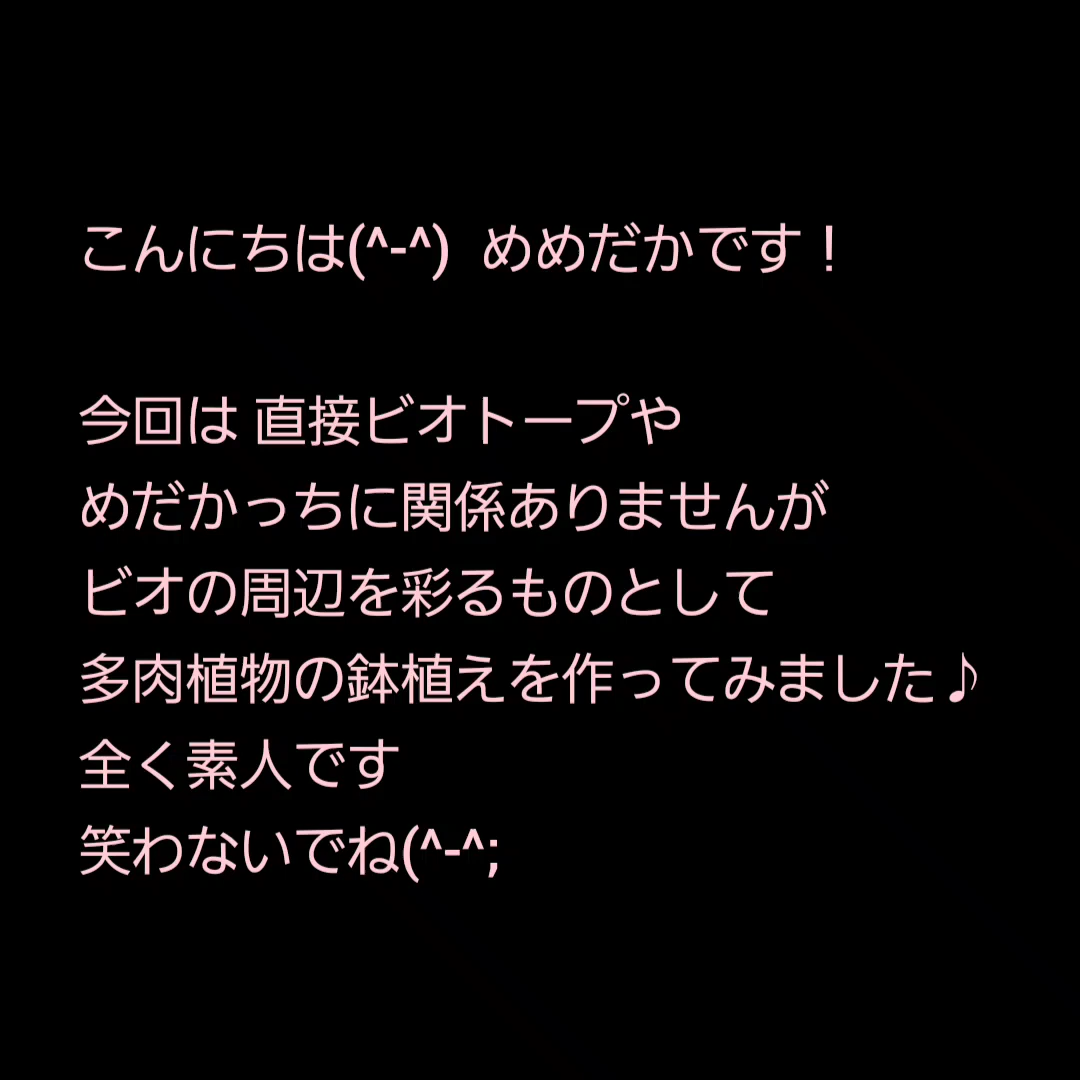 こんにちは(^-^)  めめだかです！
今回は 直接ビオトープや
めだかっちに関係ありませんが
ビオの周辺を彩るものとして
多肉植物の鉢植えを作ってみました♪
全く素人です
笑わないでね(^-^;